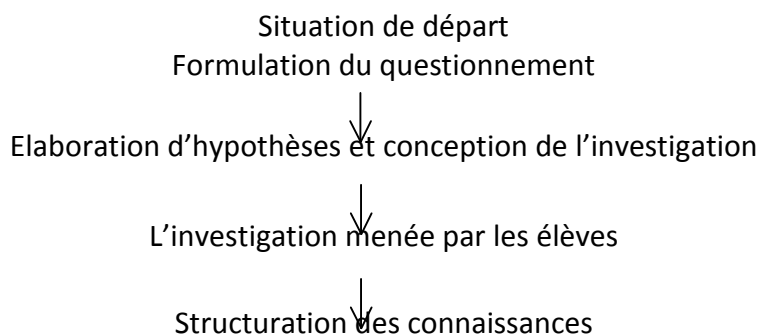 Situation de départ
Formulation du questionnement
Elaboration d’hypothèses et conception de l’investigation
L’investigation menée par les élèves
Structuration des connaissances